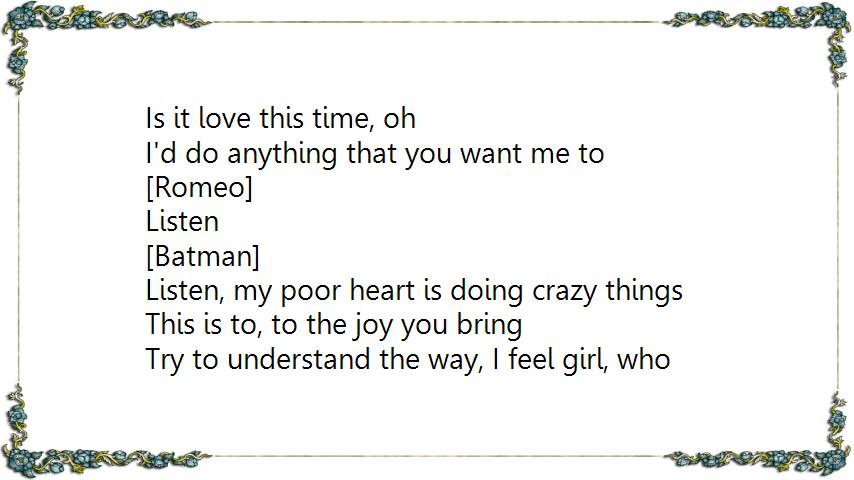 Is it love this time, oh
I'd do anything that you want me to
[Romeo]
Listen
[Batman]
Listen, my poor heart is doing crazy things
This is to, to the joy you bring
Try to understand the way, I feel girl, who